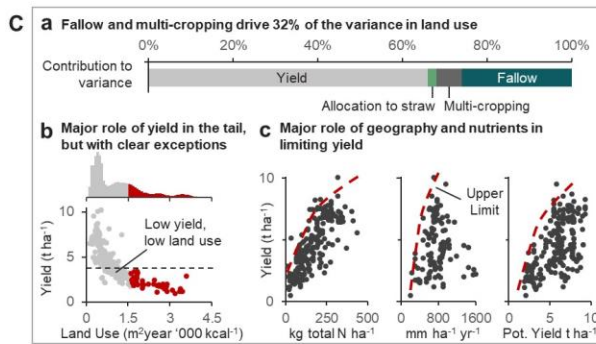 C
a Fallow and multi-cropping drive 32% of the variance in land use
0% 20% 40% 60% 80% 100%
Contribution to variance
Yield
Fallow
Allocation to straw
Multi-cropping
b Major role of yield in the tail,
but with clear exceptions
10
5
0
Yield (t ha⁻¹)
Low yield,
low land use
0 1.5 3 4.5
Land Use (m²year '000 kcal⁻¹)
c Major role of geography and nutrients in
limiting yield
10
5
0
Yield (t ha⁻¹)
0 450
kg total N ha⁻¹
Upper
Limit
0 800 1600
mm ha⁻¹ yr⁻¹
0 5 10
Pot. Yield t ha⁻¹